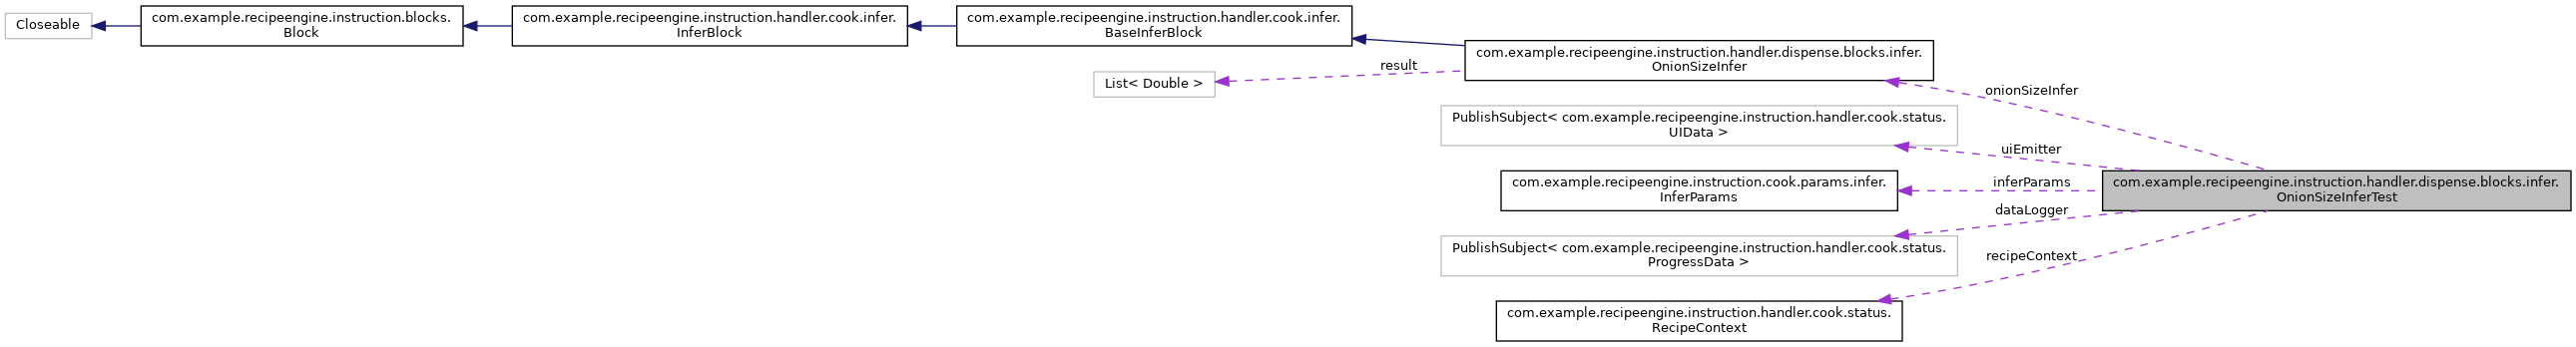 Closeable
com.example.recipeengine.instruction.blocks.
Block
com.example.recipeengine.instruction.handler.cook.infer.
InferBlock
com.example.recipeengine.instruction.handler.cook.infer.
BaseInferBlock
com.example.recipeengine.instruction.handler.dispense.blocks.infer.
OnionSizeInfer
result
List< Double >
onionSizeInfer
PublishSubject< com.example.recipeengine.instruction.handler.cook.status.
UIData >
uiEmitter
com.example.recipeengine.instruction.cook.params.infer.
InferParams
inferParams
com.example.recipeengine.instruction.handler.dispense.blocks.infer.
OnionSizeInferTest
dataLogger
PublishSubject< com.example.recipeengine.instruction.handler.cook.status.
ProgressData >
recipeContext
com.example.recipeengine.instruction.handler.cook.status.
RecipeContext